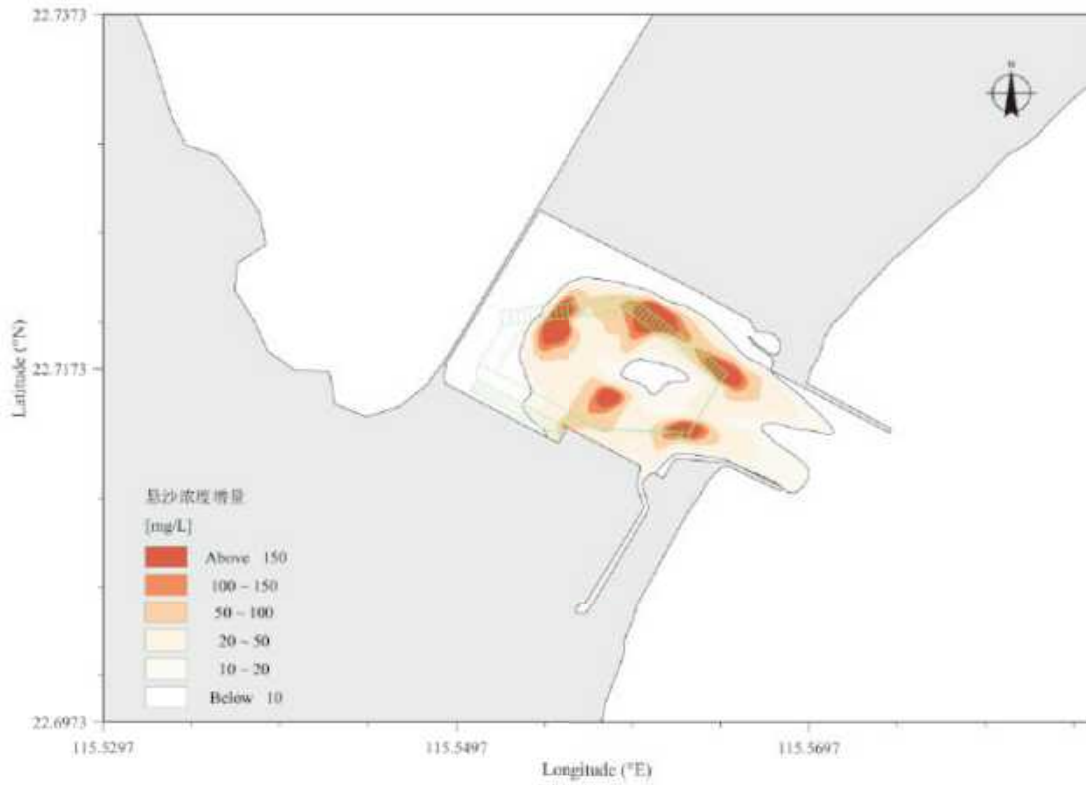 22.7373
N
22.7173
Latitude (°N)
悬沙浓度增量
[mg/L]
Above 150
100 ~ 150
50 ~ 100
20 ~ 50
10 ~ 20
Below 10
22.6973
115.5297
115.5497
115.5697
Longitude (°E)